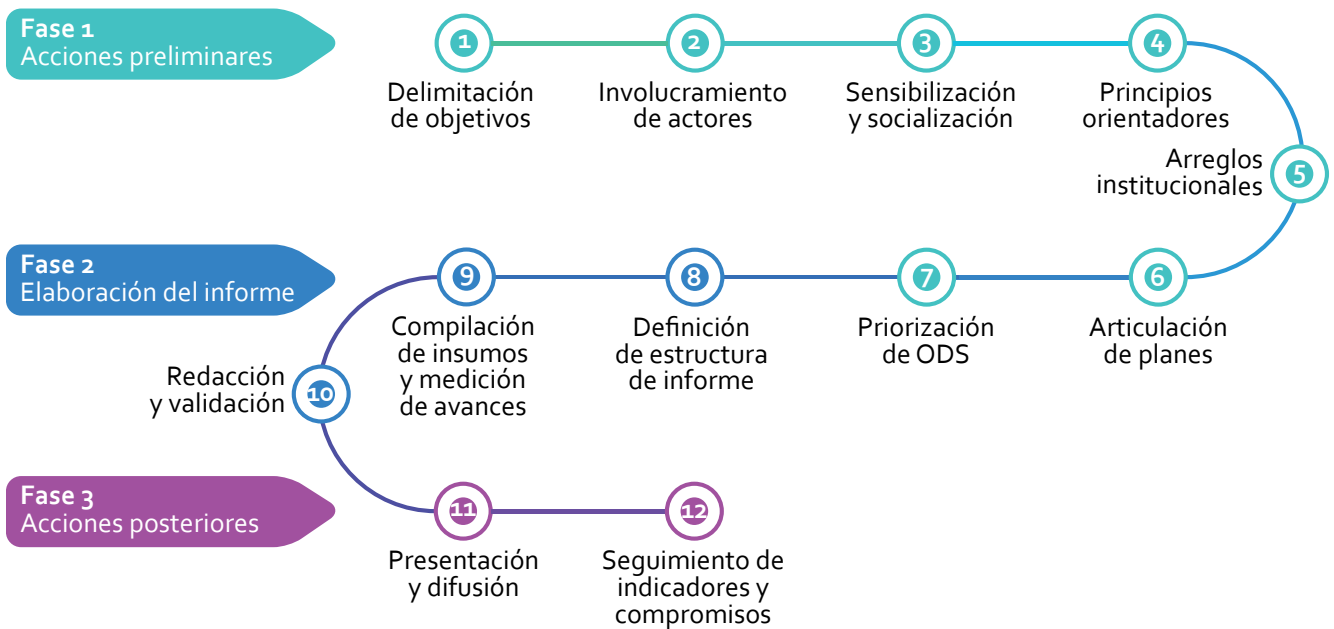 Fase 1
Acciones preliminares
1
Delimitación
de objetivos
2
Involucramiento
de actores
3
Sensibilización
y socialización
4
Principios
orientadores
Arreglos
institucionales
5
Fase 2
Elaboración del informe
6
Articulación
de planes
7
Priorización
de ODS
8
Definición
de estructura
de informe
9
Compilación
de insumos
y medición
de avances
Redacción
y validación
10
Fase 3
Acciones posteriores
11
Presentación
y difusión
12
Seguimiento de
indicadores y
compromisos